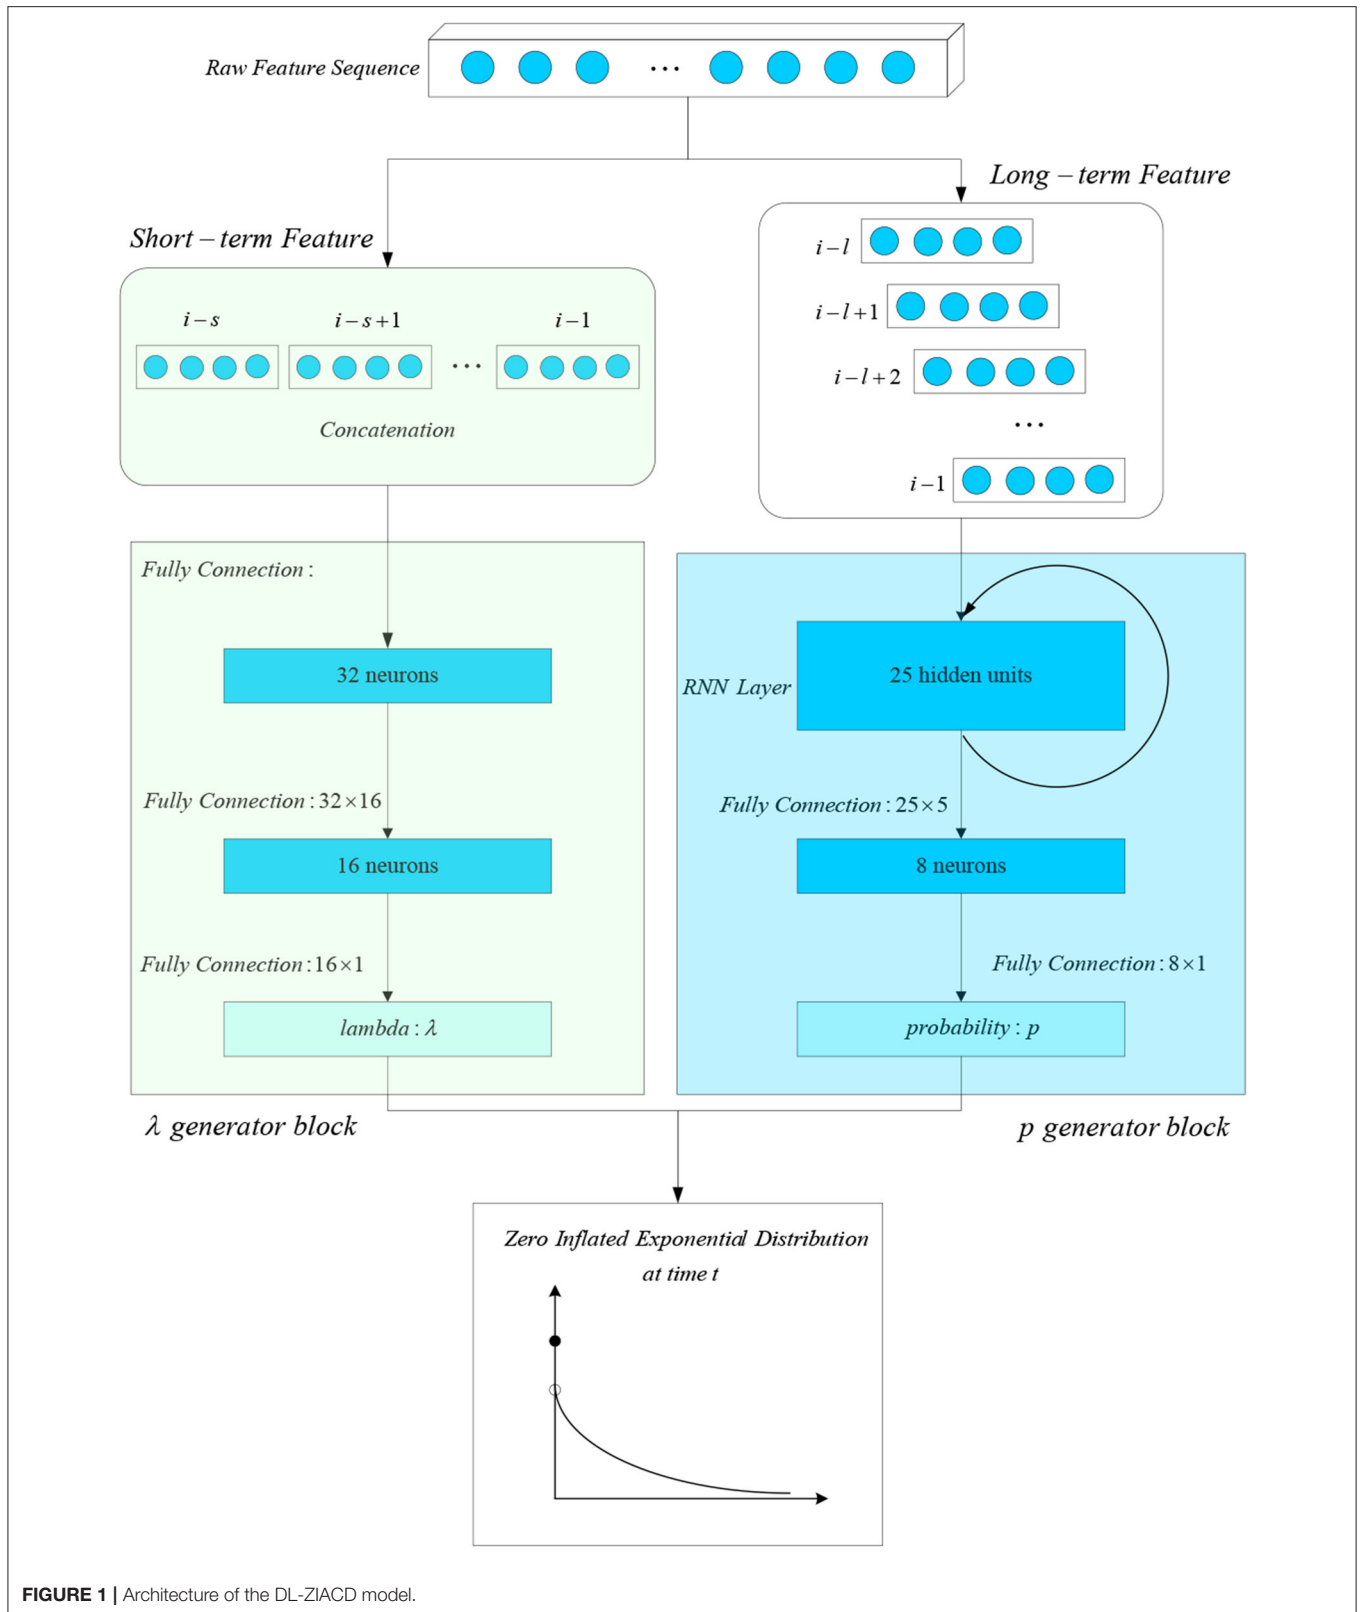 Raw Feature Sequence
...
Long – term Feature
Short – term Feature
i – l
i – l + 1
i – l + 2
...
i – 1
i – s
i – s + 1
i – 1
...
Concatenation
Fully Connection :
32 neurons
Fully Connection : 32 × 16
16 neurons
Fully Connection : 16 × 1
lambda : λ
λ generator block
RNN Layer
25 hidden units
Fully Connection : 25 × 5
8 neurons
Fully Connection : 8 × 1
probability : p
p generator block
Zero Inflated Exponential Distribution
at time t
FIGURE 1 | Architecture of the DL-ZIACD model.